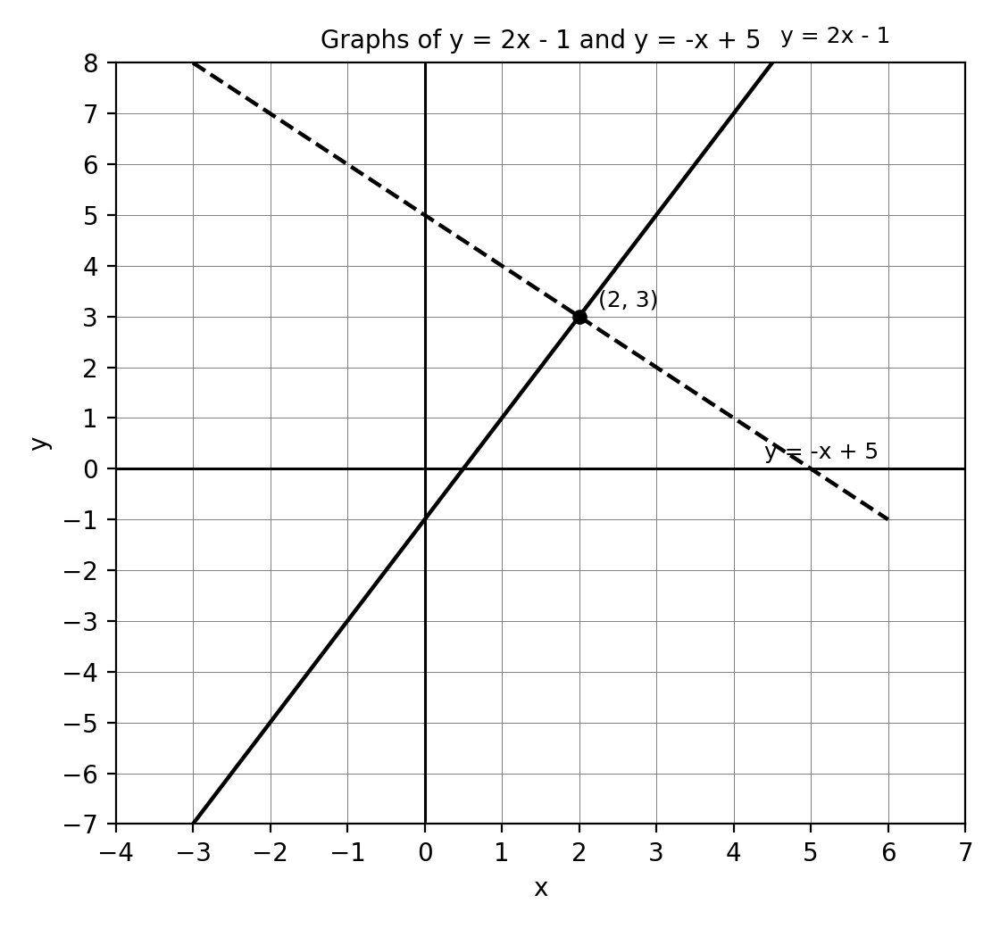 Graphs of y = 2x - 1 and y = -x + 5
y = 2x - 1
8
7
6
5
4
3
2
1
0
−1
−2
−3
−4
−5
−6
−7
y
(2, 3)
y = -x + 5
−4 −3 −2 −1 0 1 2 3 4 5 6 7
x